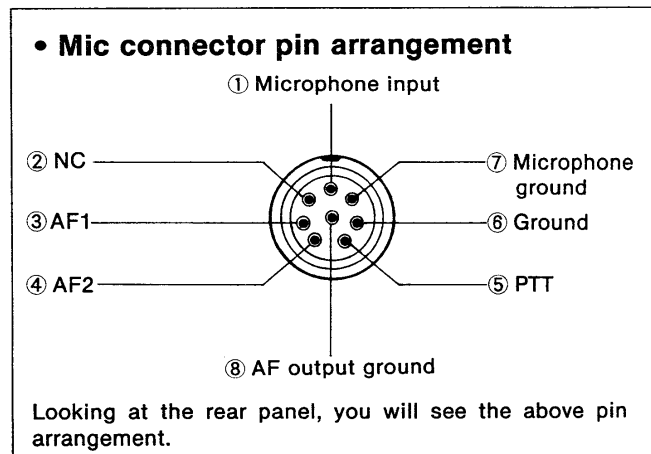 • Mic connector pin arrangement
① Microphone input
② NC
⑦ Microphone
ground
③ AF1
⑥ Ground
④ AF2
⑤ PTT
⑧ AF output ground
Looking at the rear panel, you will see the above pin
arrangement.